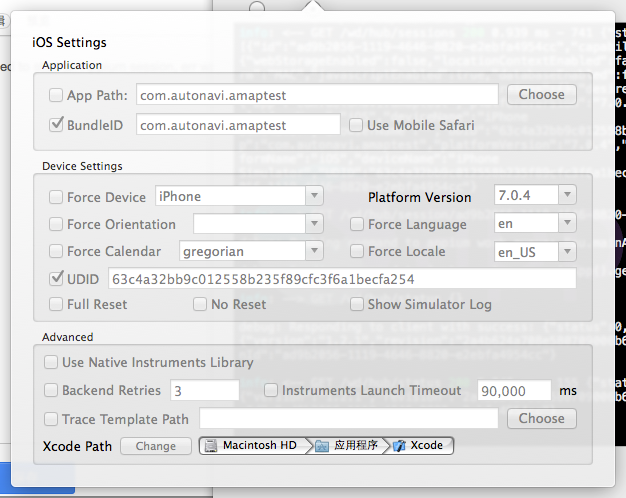 iOS Settings
Application
App Path: com.autonavi.amaptest Choose
BundleID com.autonavi.amaptest Use Mobile Safari
Device Settings
Force Device iPhone Platform Version 7.0.4
Force Orientation Force Language en
Force Calendar gregorian Force Locale en_US
UDID 63c4a32bb9c012558b235f89cfc3f6a1becfa254
Full Reset No Reset Show Simulator Log
Advanced
Use Native Instruments Library
Backend Retries 3 Instruments Launch Timeout 90,000 ms
Trace Template Path Choose
Xcode Path Change Macintosh HD 应用程序 Xcode